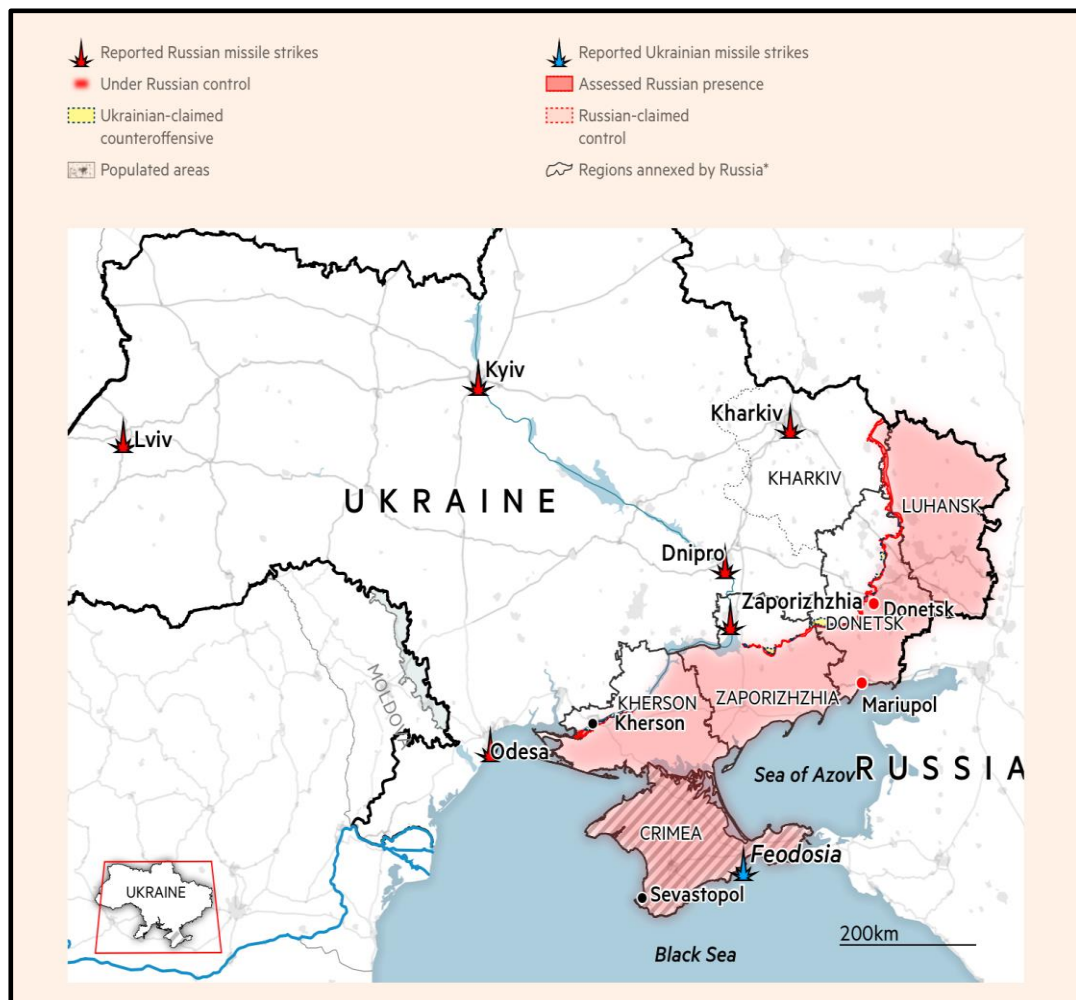 Reported Russian missile strikes
Reported Ukrainian missile strikes
Under Russian control
Assessed Russian presence
Ukrainian-claimed
counteroffensive
Russian-claimed
control
Populated areas
Regions annexed by Russia*
Kyiv
Lviv
Kharkiv
KHARKIV
UKRAINE
LUHANSK
Dnipro
Zaporizhzhia
Donetsk
DONETSK
KHERSON
ZAPORIZHZHIA
Mariupol
Kherson
MOLDOVA
Odesa
Sea of Azov
RUSSIA
CRIMEA
Feodosia
UKRAINE
Sevastopol
200km
Black Sea